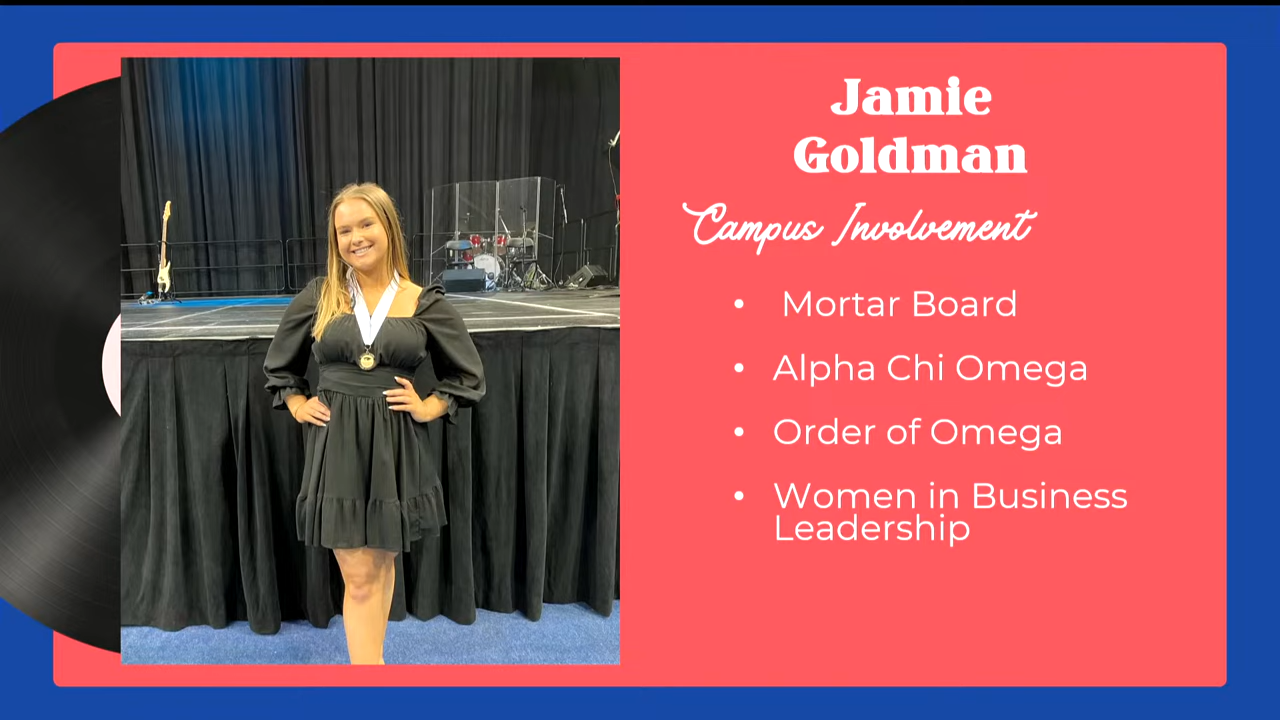 Jamie
Goldman
Campus Involvement
• Mortar Board
• Alpha Chi Omega
• Order of Omega
• Women in Business
Leadership